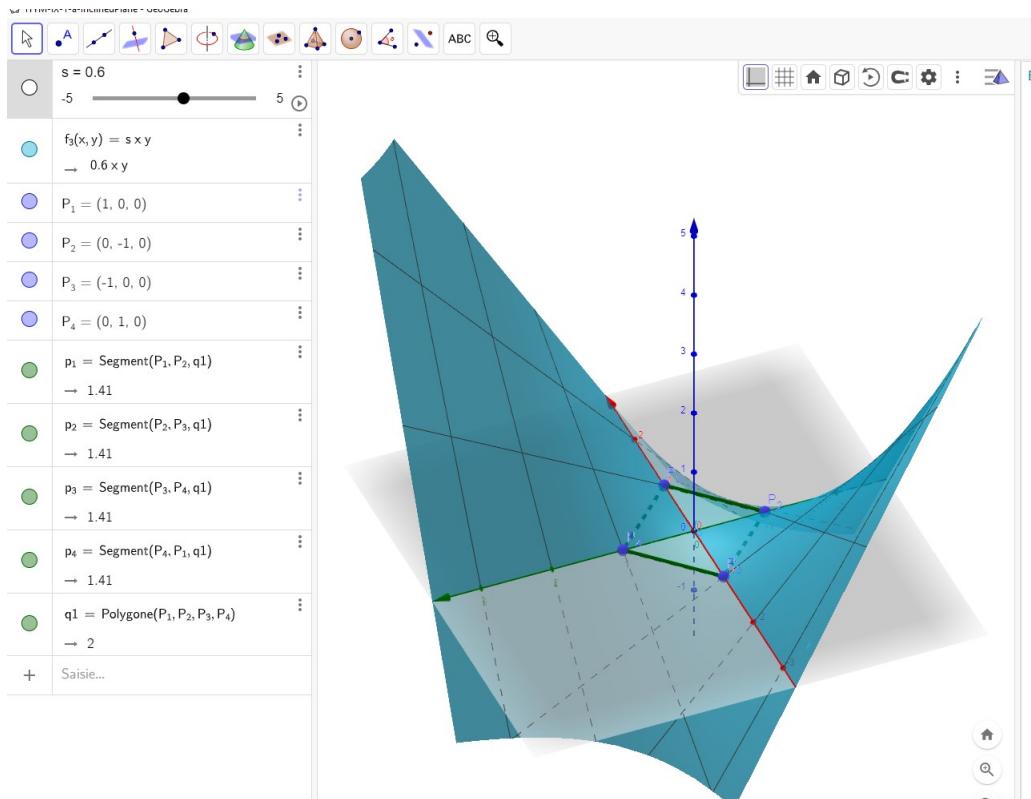 ABC
s = 0.6
-5
5
f₃(x, y) = s x y
→ 0.6 x y
P₁ = (1, 0, 0)
P₂ = (0, -1, 0)
P₃ = (-1, 0, 0)
P₄ = (0, 1, 0)
p₁ = Segment(P₁, P₂, q1)
→ 1.41
p₂ = Segment(P₂, P₃, q1)
→ 1.41
p₃ = Segment(P₃, P₄, q1)
→ 1.41
p₄ = Segment(P₄, P₁, q1)
→ 1.41
q1 = Polygone(P₁, P₂, P₃, P₄)
→ 2
+ Saisie...
5
4
3
2
1
0
-1